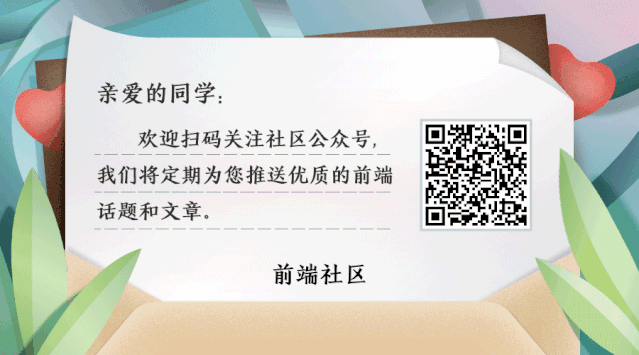 亲爱的同学：
欢迎扫码关注社区公众号，
我们将定期为您推送优质的前端
话题和文章。
前端社区